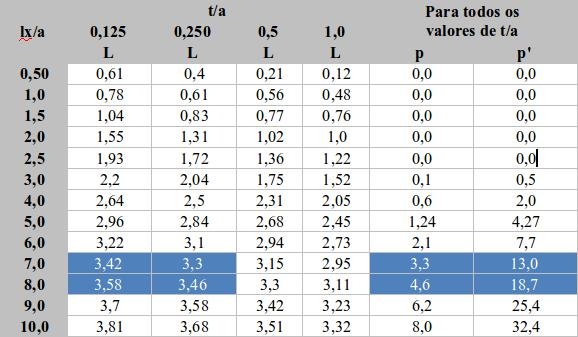 t/a Para todos os
lx/a 0,125 0,250 0,5 1,0 valores de t/a
L L L L p p'
0,50 0,61 0,4 0,21 0,12 0,0 0,0
1,0 0,78 0,61 0,56 0,48 0,0 0,0
1,5 1,04 0,83 0,77 0,76 0,0 0,0
2,0 1,55 1,31 1,02 1,0 0,0 0,0
2,5 1,93 1,72 1,36 1,22 0,0 0,0
3,0 2,2 2,04 1,75 1,52 0,1 0,5
4,0 2,64 2,5 2,31 2,05 0,6 2,0
5,0 2,96 2,84 2,68 2,45 1,24 4,27
6,0 3,22 3,1 2,94 2,73 2,1 7,7
7,0 3,42 3,3 3,15 2,95 3,3 13,0
8,0 3,58 3,46 3,3 3,11 4,6 18,7
9,0 3,7 3,58 3,42 3,23 6,2 25,4
10,0 3,81 3,68 3,51 3,32 8,0 32,4